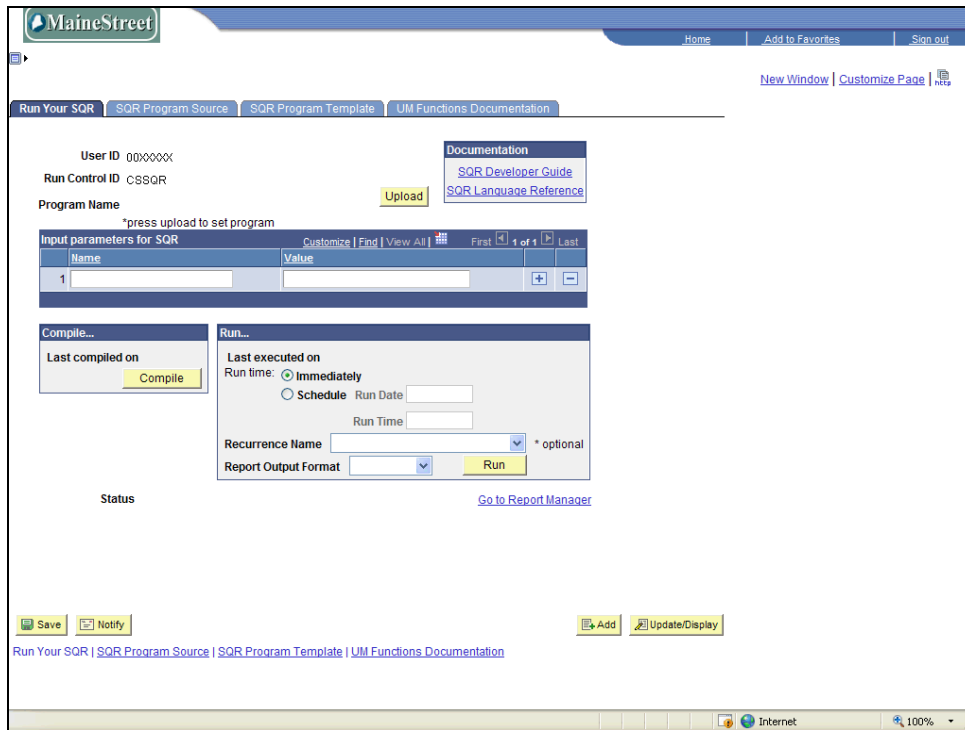 MaineStreet
Home Add to Favorites Sign out
New Window | Customize Page | http
Run Your SQR SQR Program Source SQR Program Template UM Functions Documentation
User ID 00XXXXX
Run Control ID CSSQR
Program Name
Upload
*press upload to set program
Documentation
SQR Developer Guide
SQR Language Reference
Input parameters for SQR Customize | Find | View All | First 1 of 1 Last
Name Value
1
Compile...
Last compiled on
Compile
Run...
Last executed on
Run time: Immediately
Schedule Run Date
Run Time
Recurrence Name * optional
Report Output Format Run
Status Go to Report Manager
Save Notify Add Update/Display
Run Your SQR | SQR Program Source | SQR Program Template | UM Functions Documentation
Internet 100%